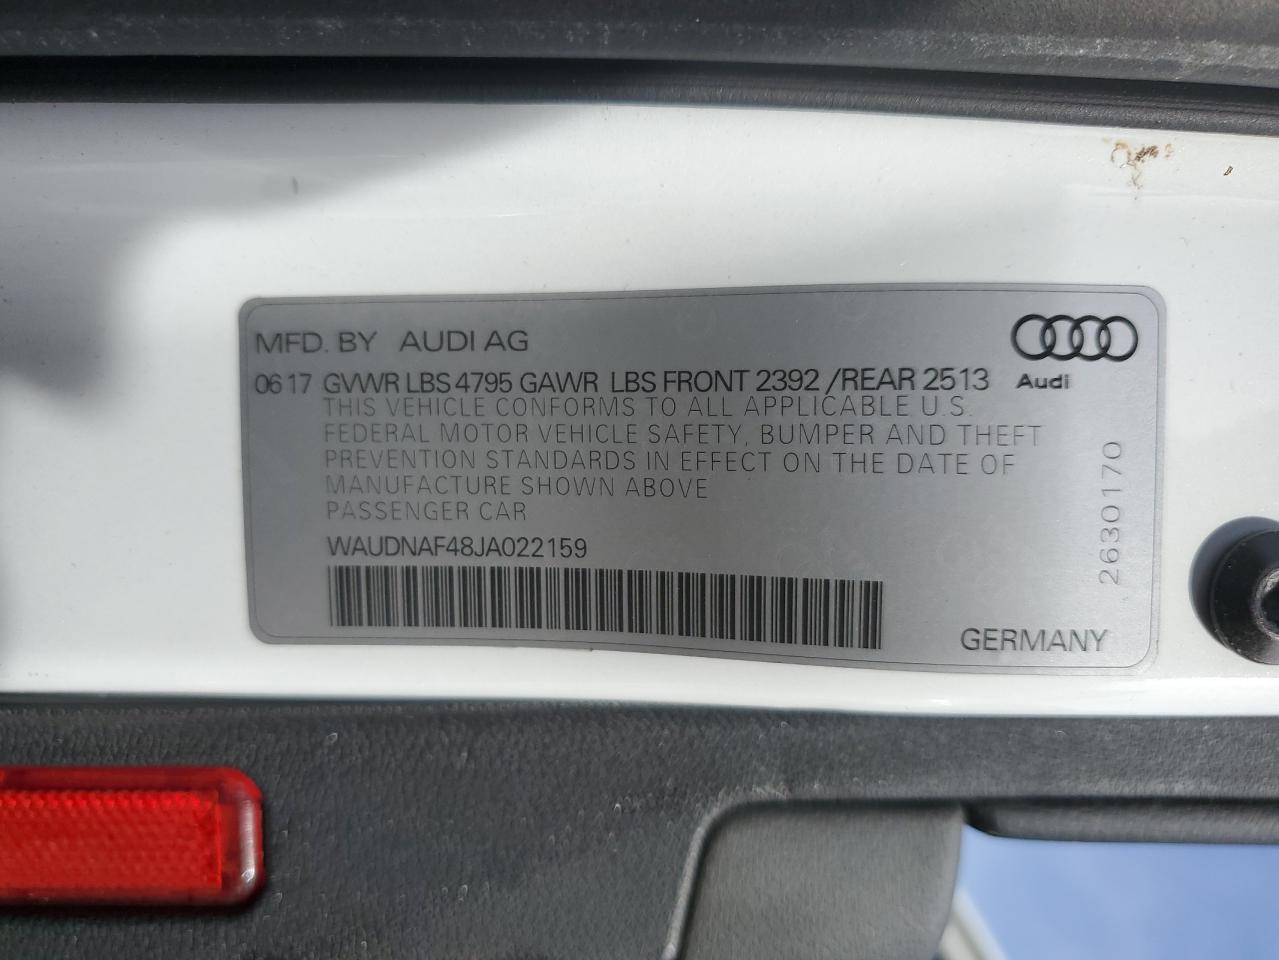 MFD. BY AUDI AG
0617 GVWR LBS 4795 GAWR LBS FRONT 2392 /REAR 2513
Audi
THIS VEHICLE CONFORMS TO ALL APPLICABLE U.S.
FEDERAL MOTOR VEHICLE SAFETY, BUMPER AND THEFT
PREVENTION STANDARDS IN EFFECT ON THE DATE OF
MANUFACTURE SHOWN ABOVE
PASSENGER CAR
WAUDNAF48JA022159
2630170
GERMANY